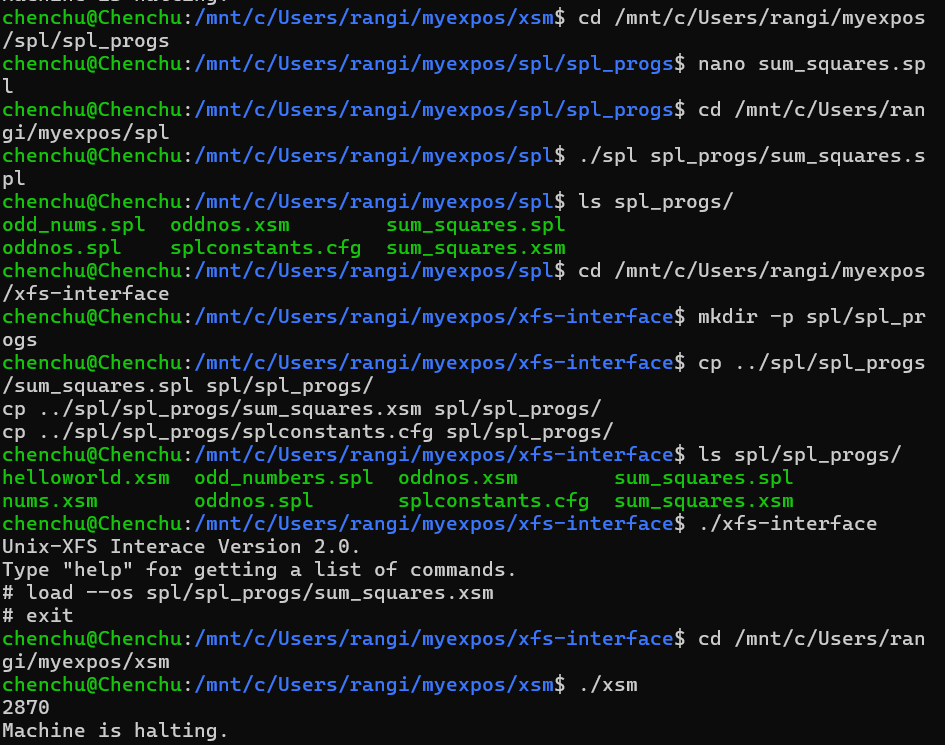 chenchu@Chenchu:/mnt/c/Users/rangi/myexpos/xsm$ cd /mnt/c/Users/rangi/myexpos
/spl/spl_progs
chenchu@Chenchu:/mnt/c/Users/rangi/myexpos/spl/spl_progs$ nano sum_squares.sp
l
chenchu@Chenchu:/mnt/c/Users/rangi/myexpos/spl/spl_progs$ cd /mnt/c/Users/ran
gi/myexpos/spl
chenchu@Chenchu:/mnt/c/Users/rangi/myexpos/spl$ ./spl spl_progs/sum_squares.s
pl
chenchu@Chenchu:/mnt/c/Users/rangi/myexpos/spl$ ls spl_progs/
odd_nums.spl  oddnos.xsm        sum_squares.spl
oddnos.spl    splconstants.cfg  sum_squares.xsm
chenchu@Chenchu:/mnt/c/Users/rangi/myexpos/spl$ cd /mnt/c/Users/rangi/myexpos
/xfs-interface
chenchu@Chenchu:/mnt/c/Users/rangi/myexpos/xfs-interface$ mkdir -p spl/spl_pr
ogs
chenchu@Chenchu:/mnt/c/Users/rangi/myexpos/xfs-interface$ cp ../spl/spl_progs
/sum_squares.spl spl/spl_progs/
cp ../spl/spl_progs/sum_squares.xsm spl/spl_progs/
cp ../spl/spl_progs/splconstants.cfg spl/spl_progs/
chenchu@Chenchu:/mnt/c/Users/rangi/myexpos/xfs-interface$ ls spl/spl_progs/
helloworld.xsm  odd_numbers.spl  oddnos.xsm        sum_squares.spl
nums.xsm        oddnos.spl       splconstants.cfg  sum_squares.xsm
chenchu@Chenchu:/mnt/c/Users/rangi/myexpos/xfs-interface$ ./xfs-interface
Unix-XFS Interace Version 2.0.
Type "help" for getting a list of commands.
# load --os spl/spl_progs/sum_squares.xsm
# exit
chenchu@Chenchu:/mnt/c/Users/rangi/myexpos/xfs-interface$ cd /mnt/c/Users/ran
gi/myexpos/xsm
chenchu@Chenchu:/mnt/c/Users/rangi/myexpos/xsm$ ./xsm
2870
Machine is halting.